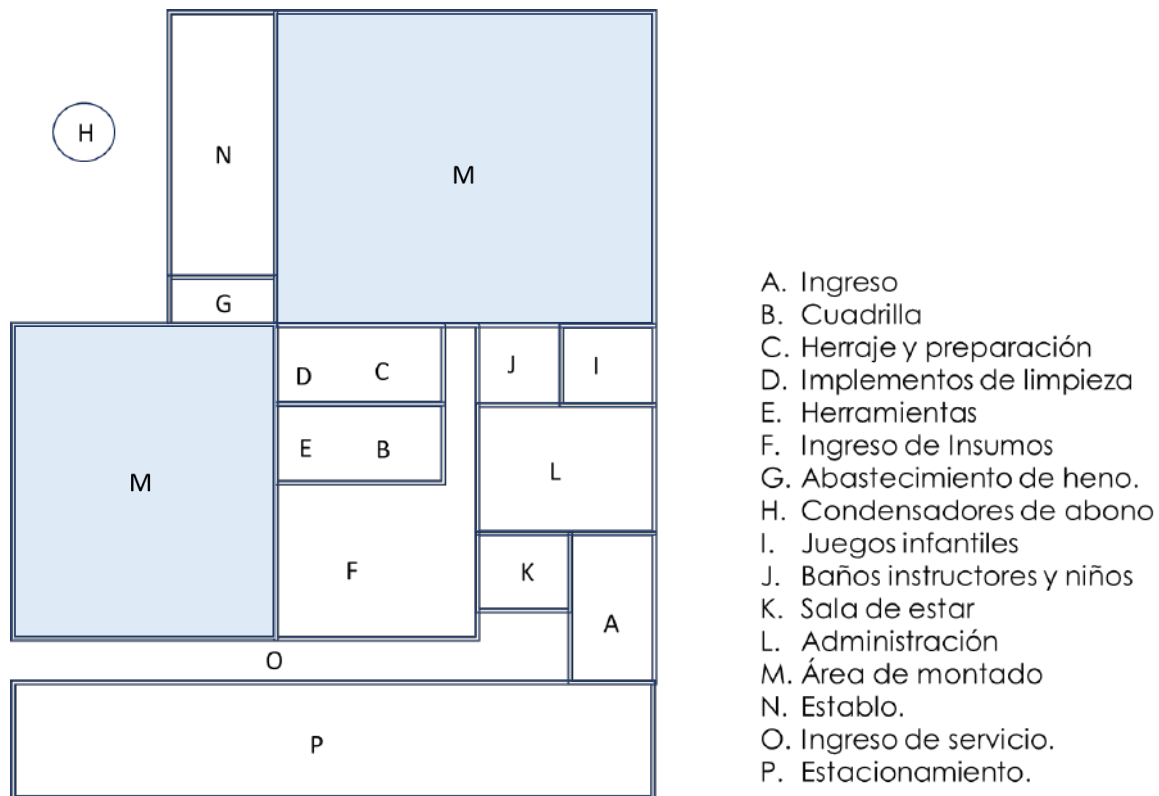 H
N
M
G
D C
J I
E B
M
L
F
K
A
O
P
A. Ingreso
B. Cuadrilla
C. Herraje y preparación
D. Implementos de limpieza
E. Herramientas
F. Ingreso de Insumos
G. Abastecimiento de heno.
H. Condensadores de abono
I. Juegos infantiles
J. Baños instructores y niños
K. Sala de estar
L. Administración
M. Área de montado
N. Establo.
O. Ingreso de servicio.
P. Estacionamiento.